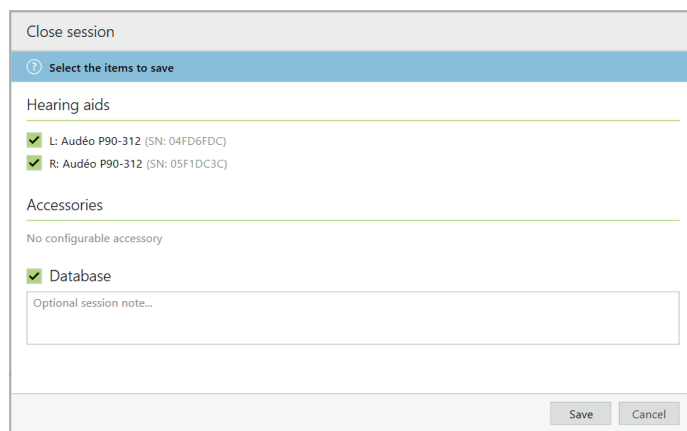 Close session
? Select the items to save
Hearing aids
L: Audéo P90-312 (SN: 04FD6FDC)
R: Audéo P90-312 (SN: 05F1DC3C)
Accessories
No configurable accessory
Database
Optional session note...
Save Cancel